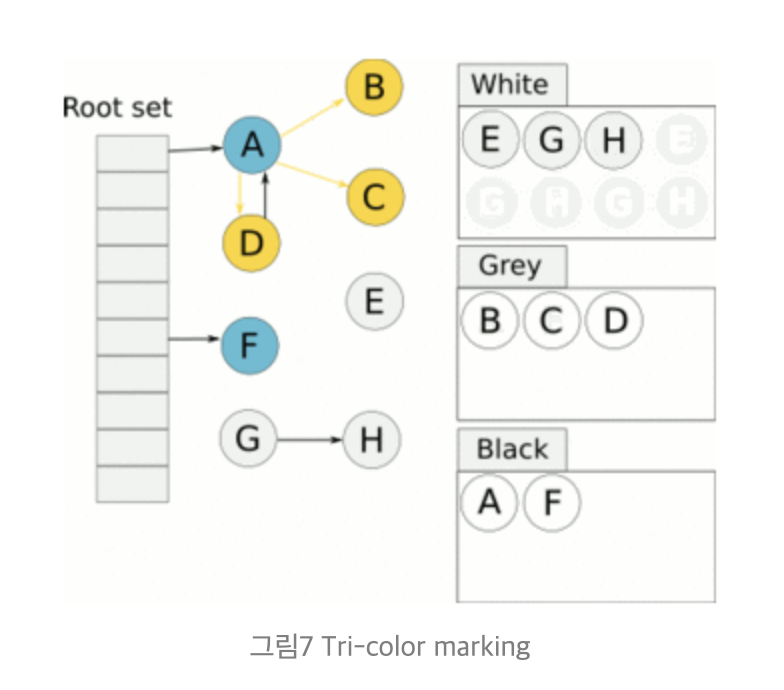 Root set
A
B
C
D
E
F
G
H
White
E G H E
G A G H
Grey
B C D
Black
A F
그림7 Tri-color marking